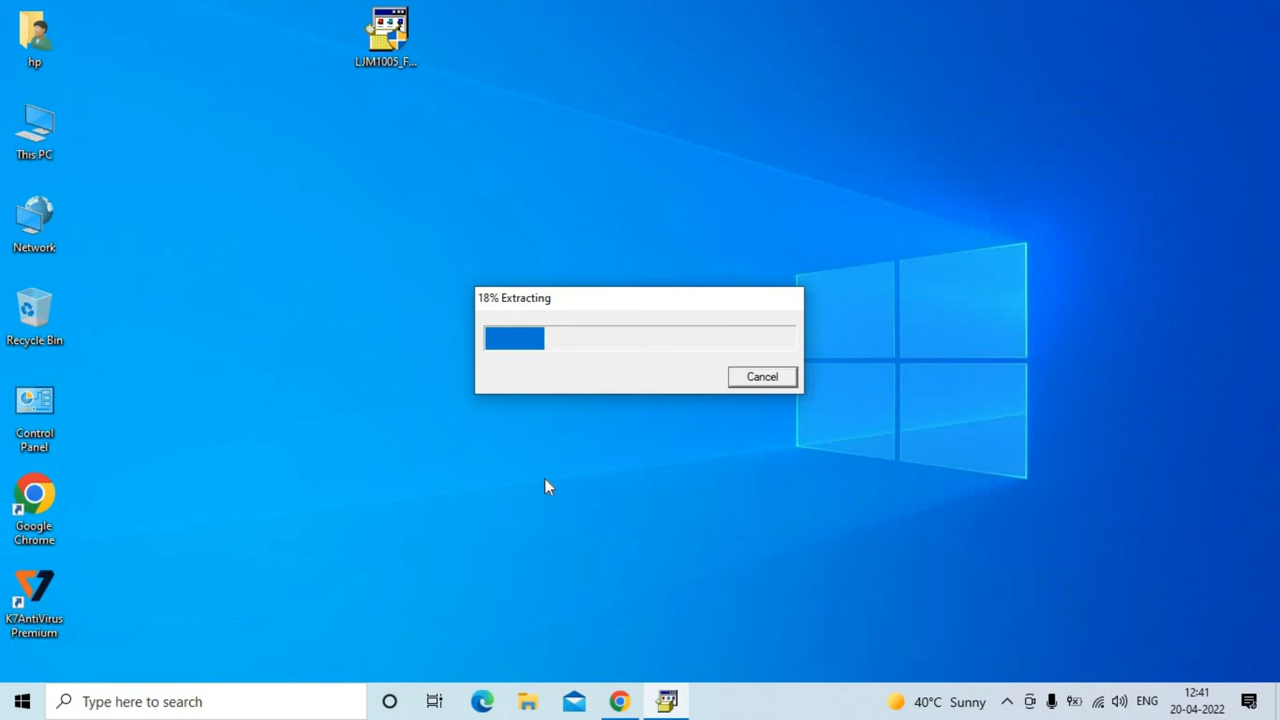 hp
LJM1005_F...
This PC
Network
Recycle Bin
18% Extracting
Cancel
Control
Panel
Google
Chrome
K7AntiVirus
Premium
Type here to search
40°C Sunny
ENG
12:41
20-04-2022